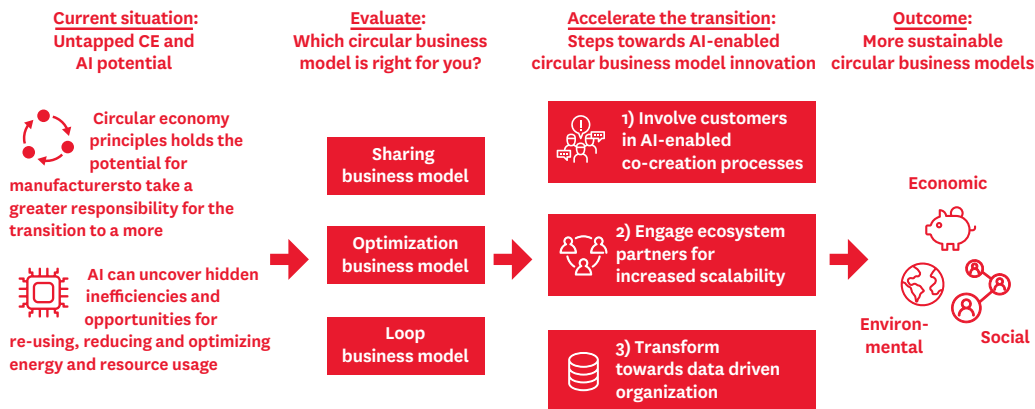 Current situation:
Untapped CE and
AI potential
Circular economy
principles holds the
potential for
manufacturersto take a
greater responsibility for the
transition to a more
AI can uncover hidden
inefficiencies and
opportunities for
re-using, reducing and optimizing
energy and resource usage
Evaluate:
Which circular business
model is right for you?
Sharing
business model
Optimization
business model
Loop
business model
Accelerate the transition:
Steps towards AI-enabled
circular business model innovation
1) Involve customers
in AI-enabled
co-creation processes
2) Engage ecosystem
partners for
increased scalability
3) Transform
towards data driven
organization
Outcome:
More sustainable
circular business models
Economic
Environ-
mental
Social